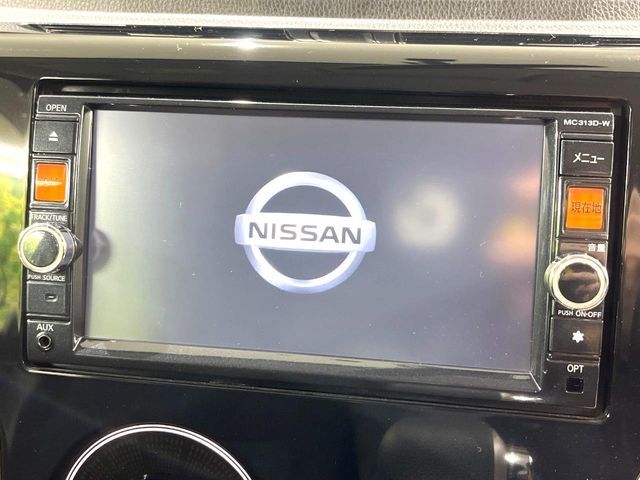 OPEN
MC313D-W
メニュー
現在地
TRACK/TUNE
音量
NISSAN
PUSH SOURCE
PUSH ON-OFF
AUX
OPT